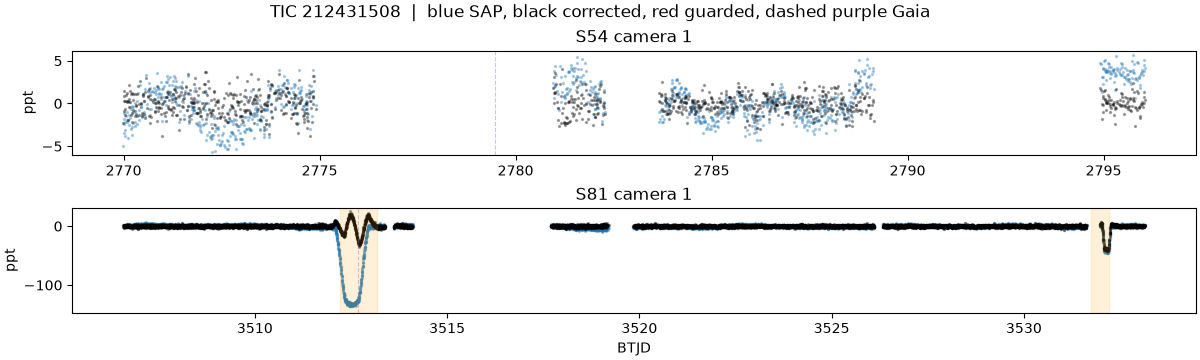 TIC 212431508 | blue SAP, black corrected, red guarded, dashed purple Gaia
S54 camera 1
5
0
−5
ppt
2770 2775 2780 2785 2790 2795
S81 camera 1
0
−100
ppt
3510 3515 3520 3525 3530
BTJD